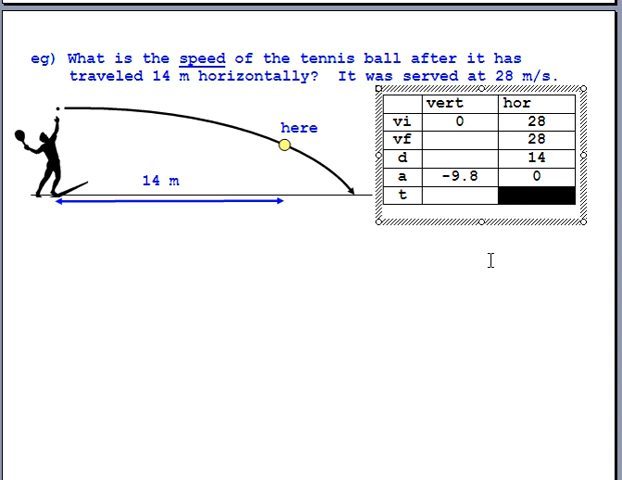 eg) What is the speed of the tennis ball after it has
traveled 14 m horizontally? It was served at 28 m/s.
here
14 m
vert hor
vi 0 28
vf 28
d 14
a -9.8 0
t